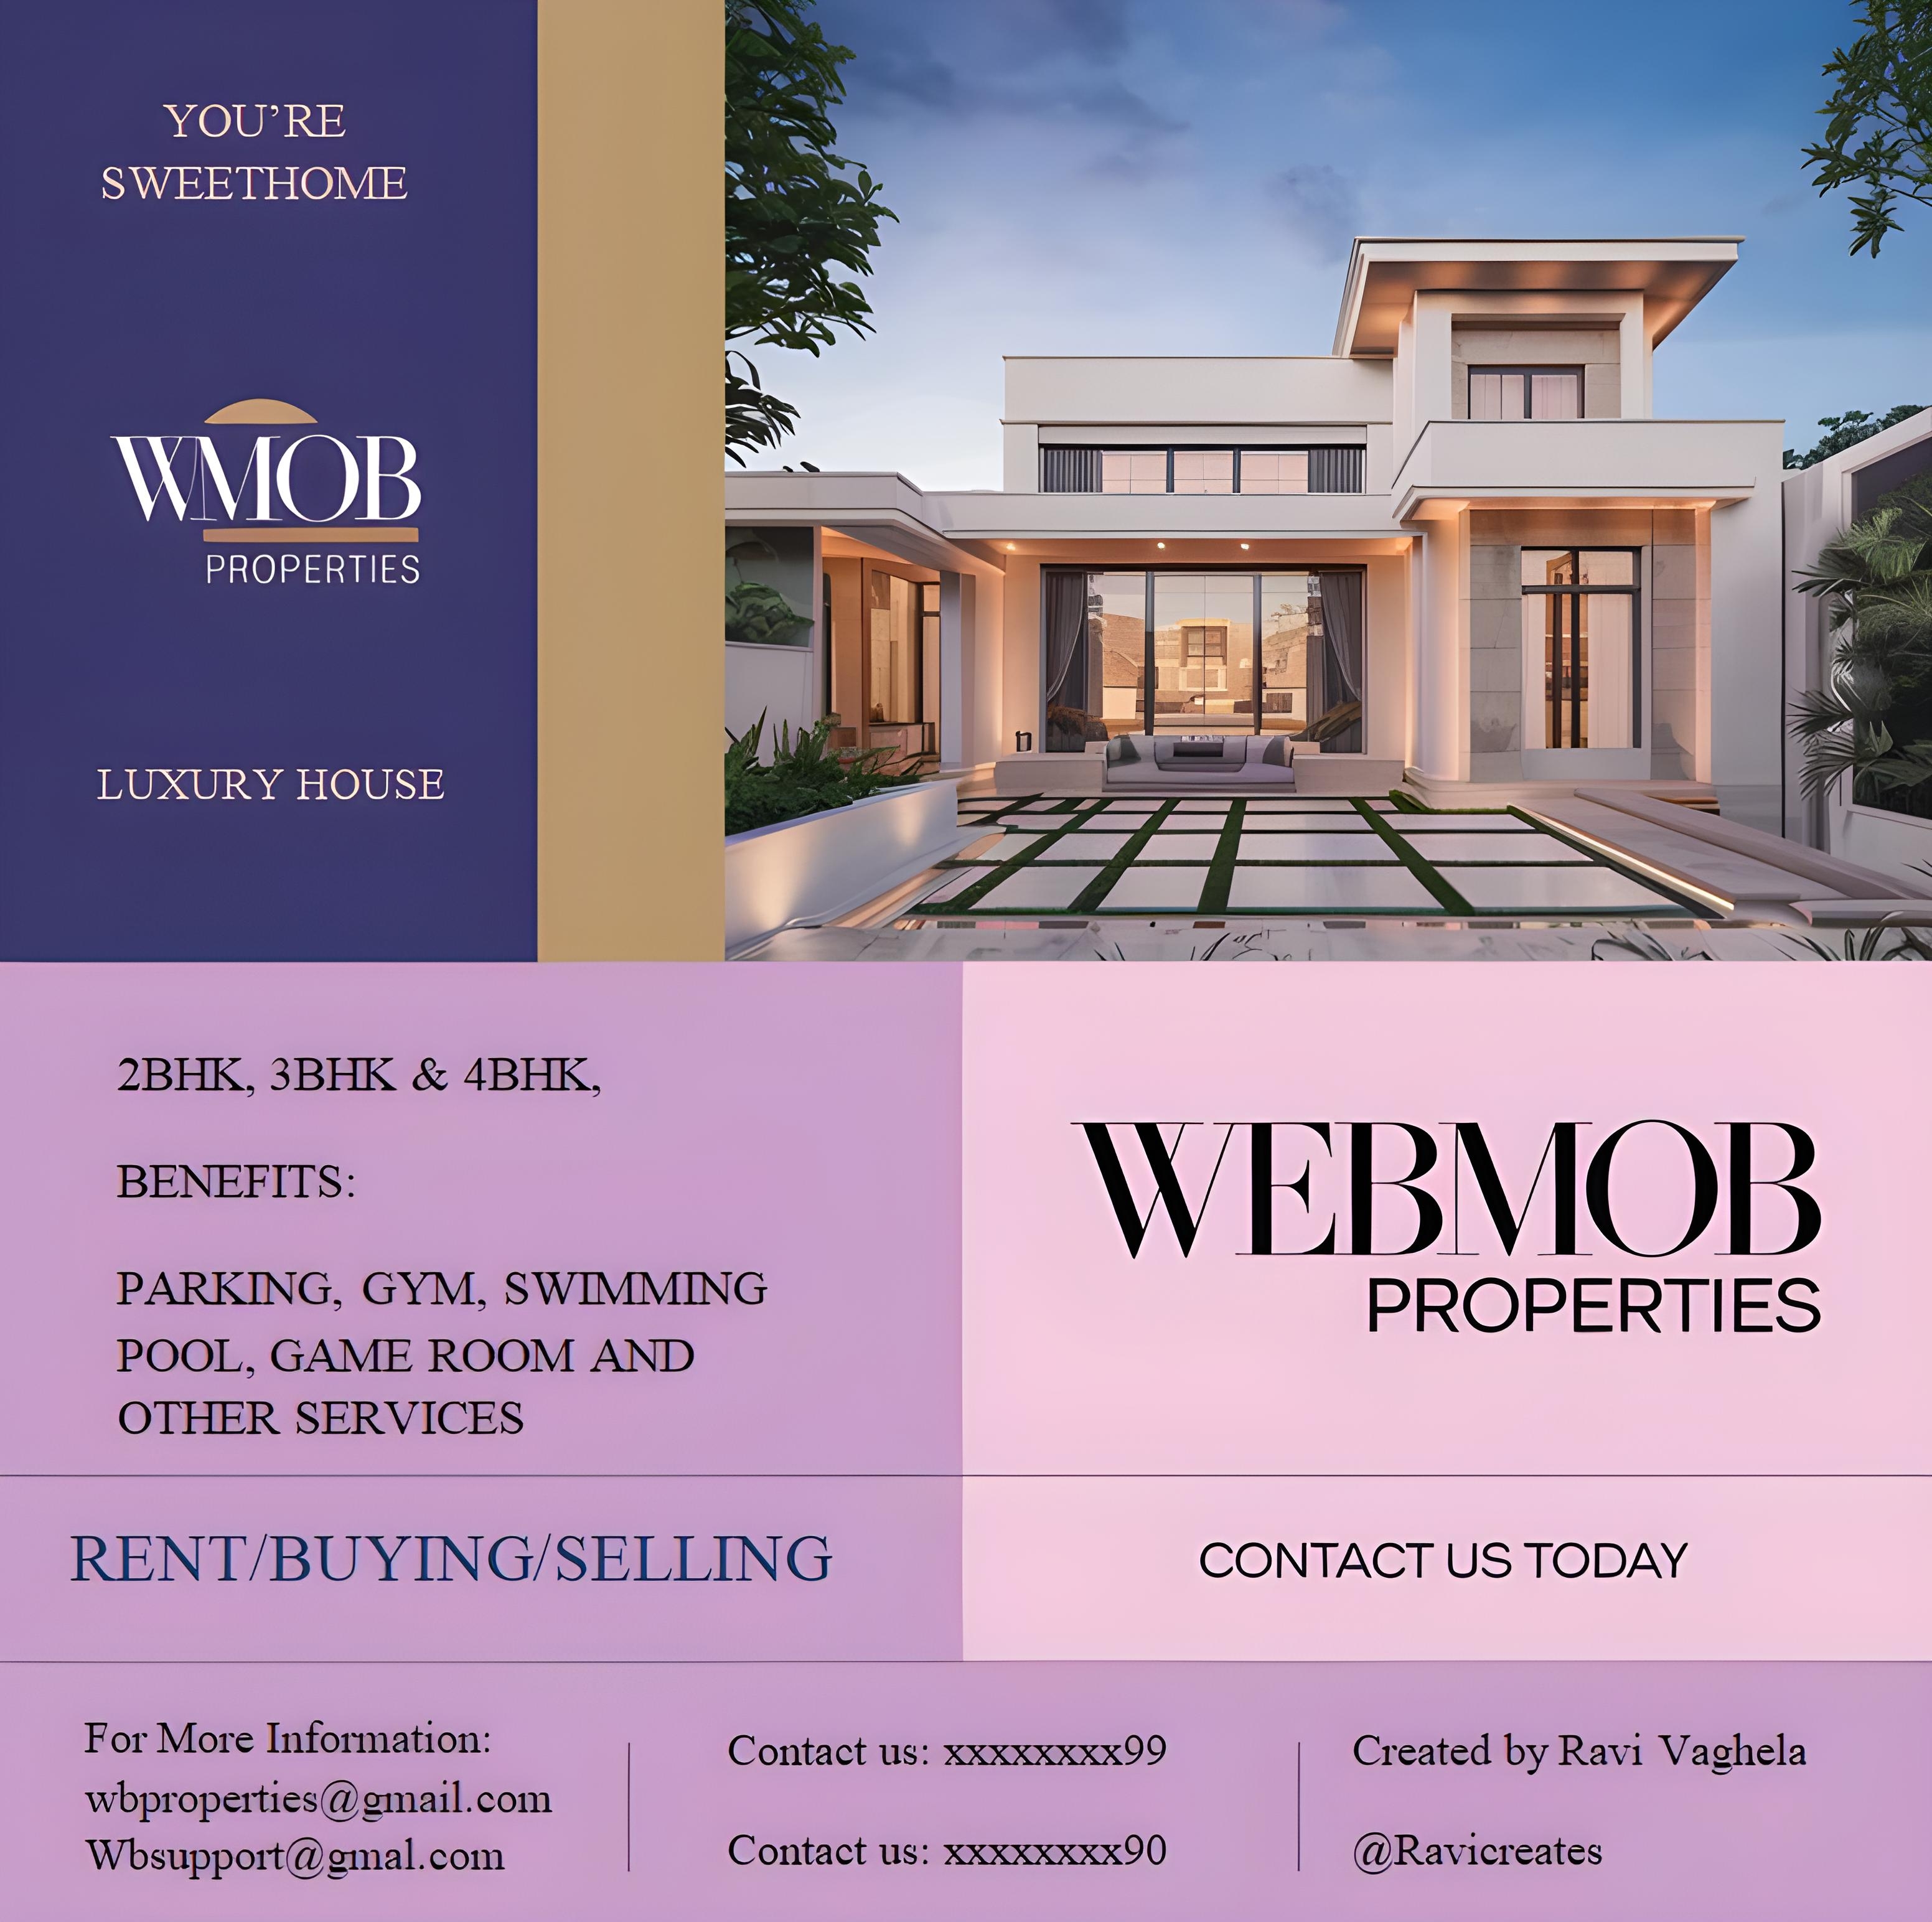 YOU’RE
SWEETHOME
WMOB
PROPERTIES
LUXURY HOUSE
2BHK, 3BHK & 4BHK,
BENEFITS:
PARKING, GYM, SWIMMING
POOL, GAME ROOM AND
OTHER SERVICES
WEBMOB
PROPERTIES
RENT/BUYING/SELLING
CONTACT US TODAY
For More Information:
wbproperties@gmail.com
Wbsupport@gmal.com
Contact us: xxxxxxxx99
Contact us: xxxxxxxx90
Created by Ravi Vaghela
@Ravicreates